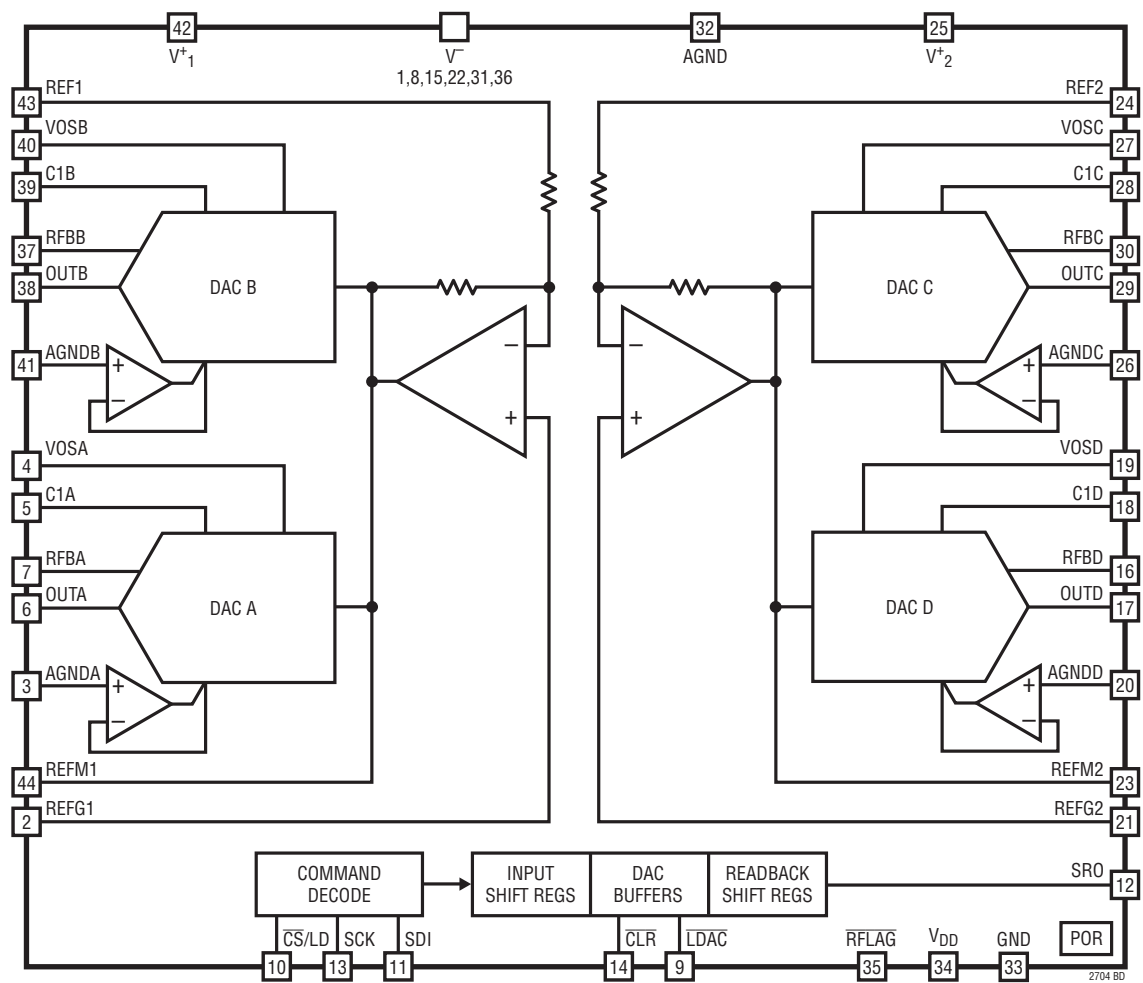 42
V⁺₁
V⁻
1,8,15,22,31,36
32
AGND
25
V⁺₂
43
REF1
40
VOSB
39
C1B
37
RFBB
38
OUTB
41
AGNDB
4
VOSA
5
C1A
7
RFBA
6
OUTA
3
AGNDA
44
REFM1
2
REFG1
DAC B
+
−
DAC A
+
−
−
+
−
+
REF2
24
VOSC
27
C1C
28
RFBC
30
OUTC
29
AGNDC
26
VOSD
19
C1D
18
RFBD
16
OUTD
17
AGNDD
20
REFM2
23
REFG2
21
DAC C
+
−
DAC D
+
−
COMMAND
DECODE
INPUT
SHIFT REGS
DAC
BUFFERS
READBACK
SHIFT REGS
SRO
12
C̅S̅/LD
10
SCK
13
SDI
11
C̅L̅R̅
14
L̅D̅A̅C̅
9
R̅F̅L̅A̅G̅
35
V_DD
34
GND
33
POR
2704 BD